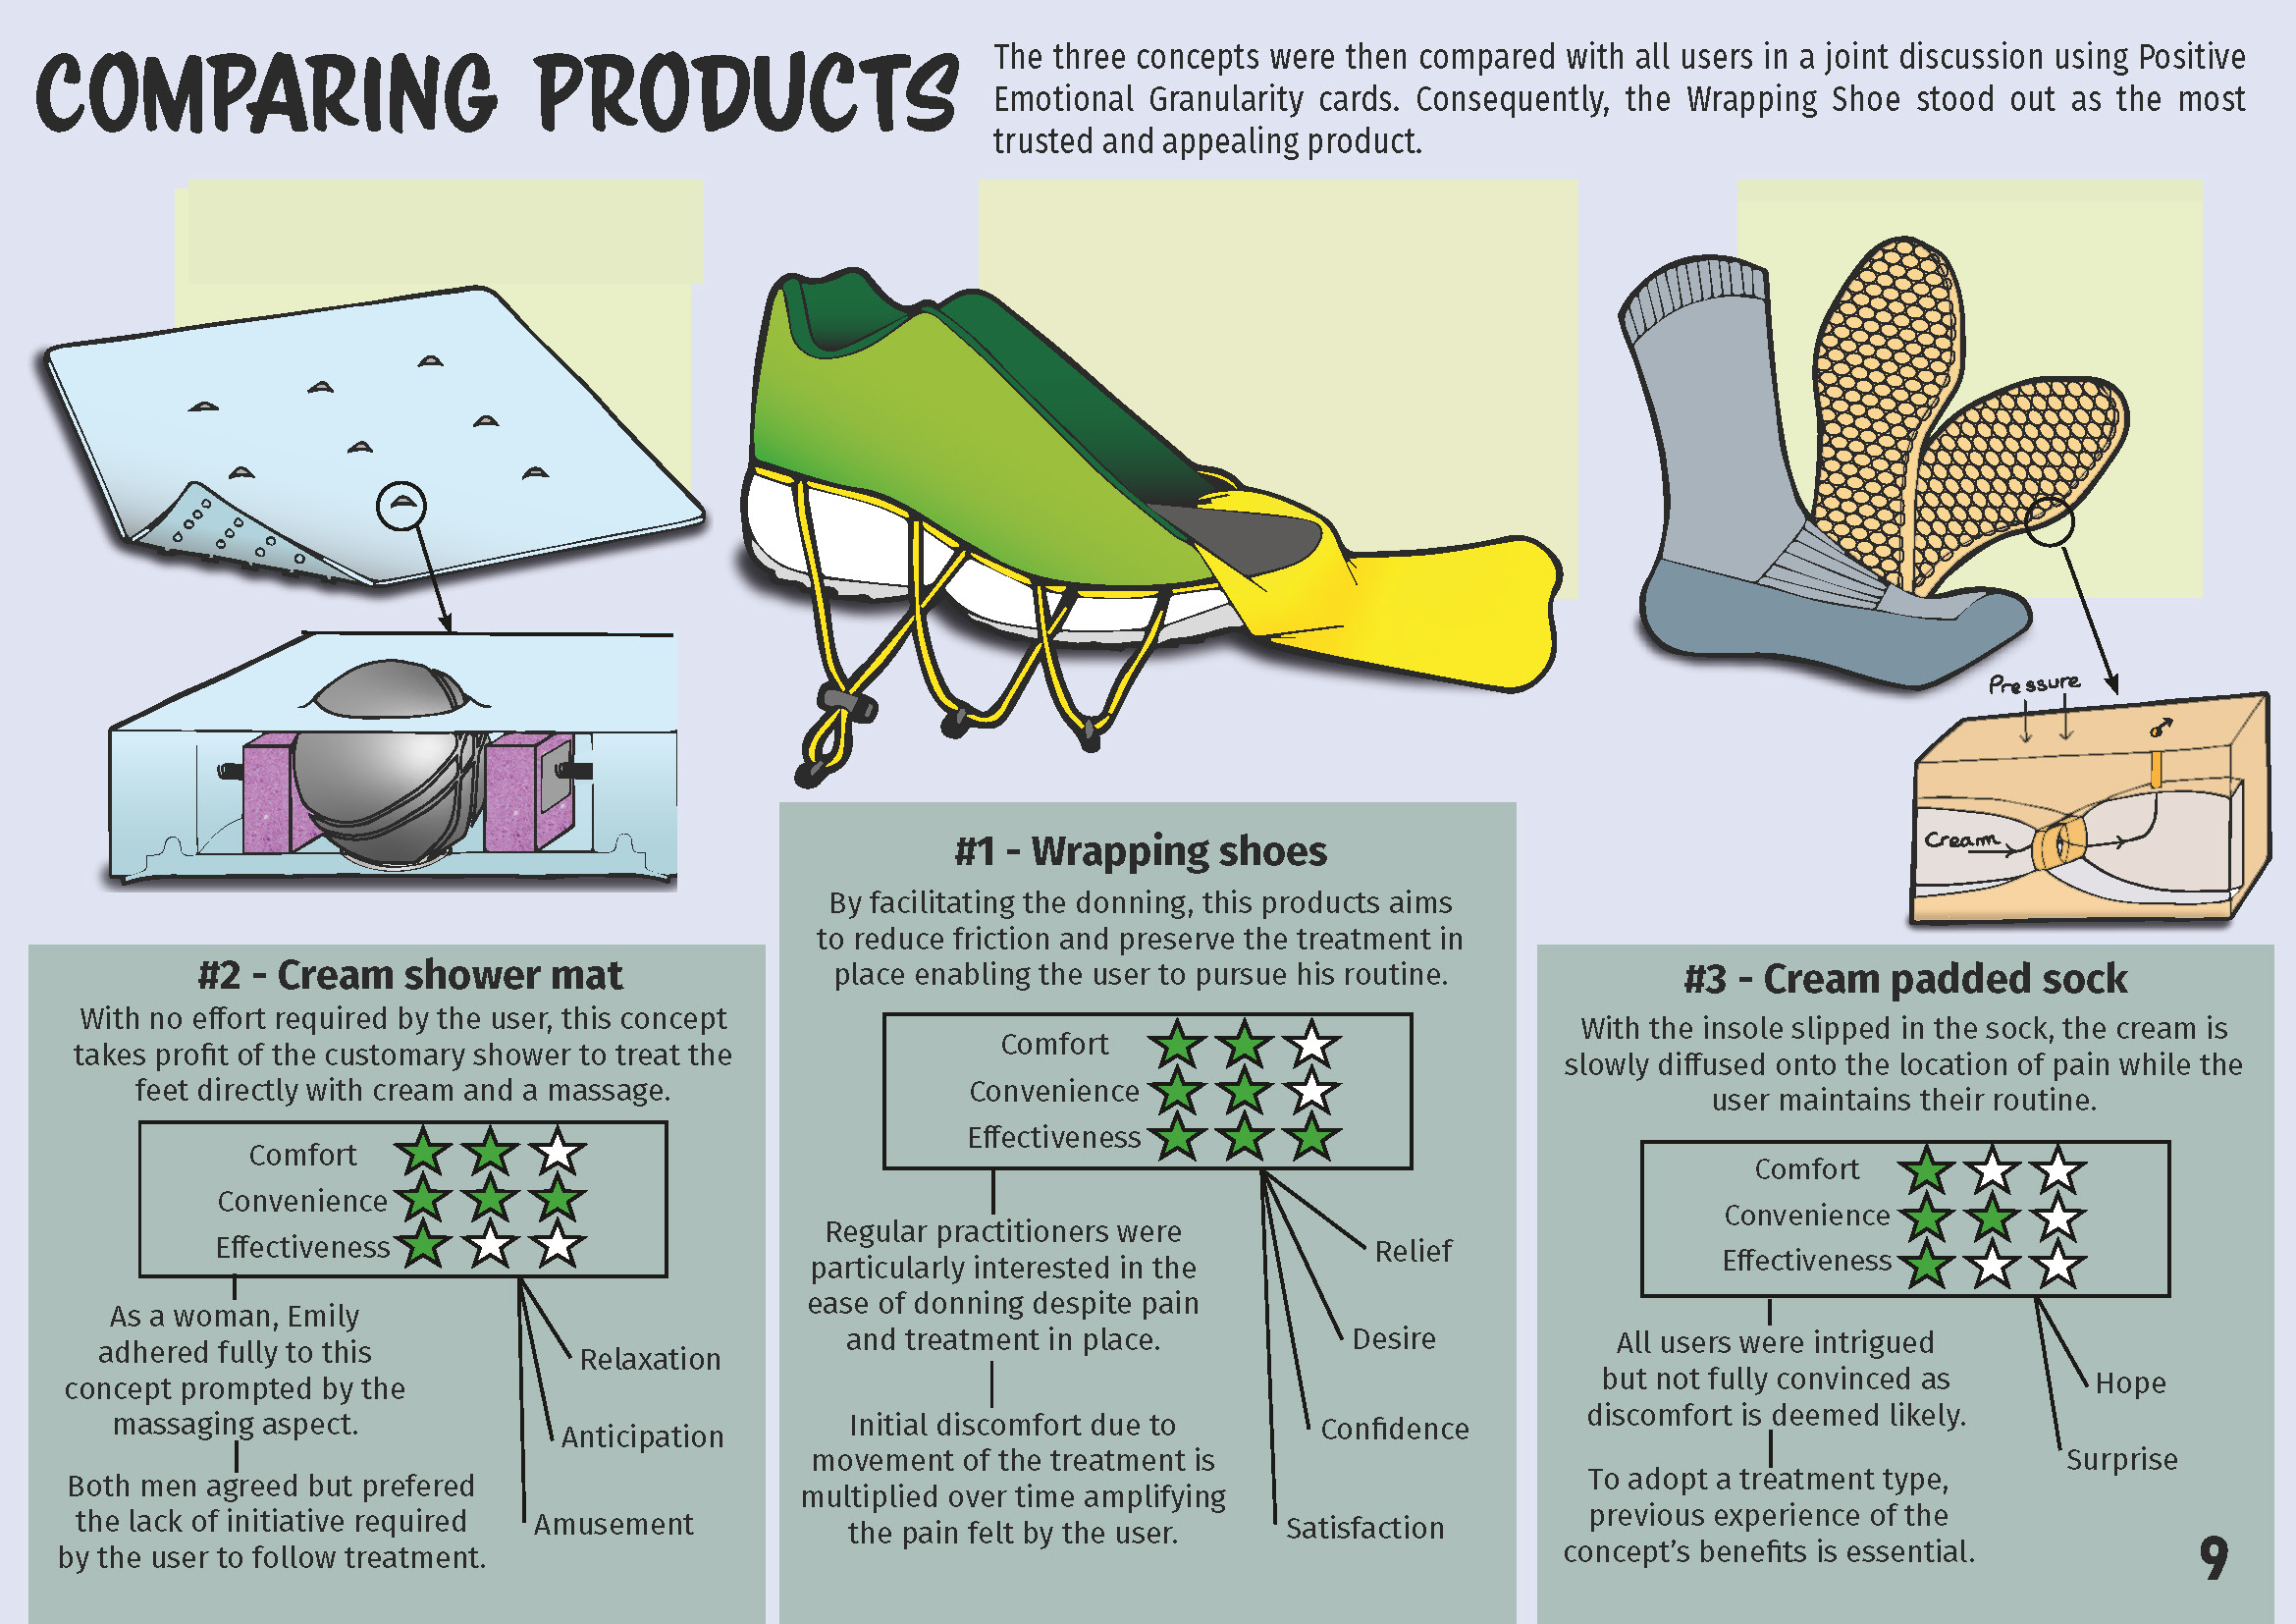 COMPARING PRODUCTS
The three concepts were then compared with all users in a joint discussion using Positive
Emotional Granularity cards. Consequently, the Wrapping Shoe stood out as the most
trusted and appealing product.
Pressure
Cream
#2 - Cream shower mat
With no effort required by the user, this concept
takes profit of the customary shower to treat the
feet directly with cream and a massage.
Comfort
Convenience
Effectiveness
As a woman, Emily
adhered fully to this
concept prompted by the
massaging aspect.
Both men agreed but prefered
the lack of initiative required
by the user to follow treatment.
Relaxation
Anticipation
Amusement
#1 - Wrapping shoes
By facilitating the donning, this products aims
to reduce friction and preserve the treatment in
place enabling the user to pursue his routine.
Comfort
Convenience
Effectiveness
Regular practitioners were
particularly interested in the
ease of donning despite pain
and treatment in place.
Initial discomfort due to
movement of the treatment is
multiplied over time amplifying
the pain felt by the user.
Relief
Desire
Confidence
Satisfaction
#3 - Cream padded sock
With the insole slipped in the sock, the cream is
slowly diffused onto the location of pain while the
user maintains their routine.
Comfort
Convenience
Effectiveness
All users were intrigued
but not fully convinced as
discomfort is deemed likely.
To adopt a treatment type,
previous experience of the
concept's benefits is essential.
Hope
Surprise
9